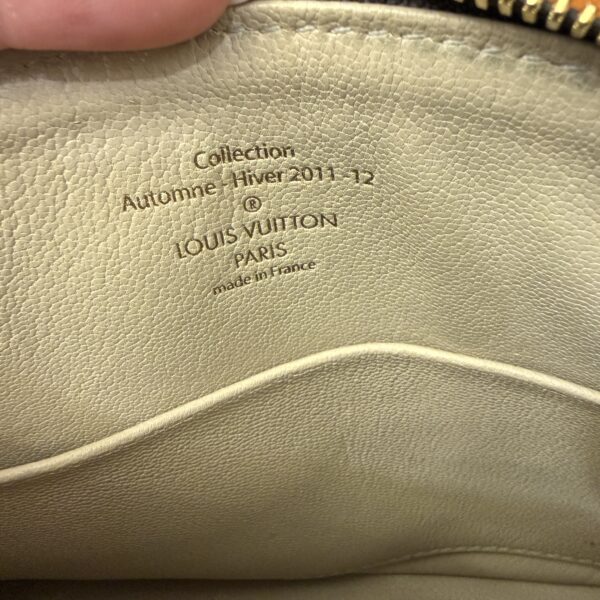 Collection
Automne - Hiver 2011 -12
®
LOUIS VUITTON
PARIS
made in France